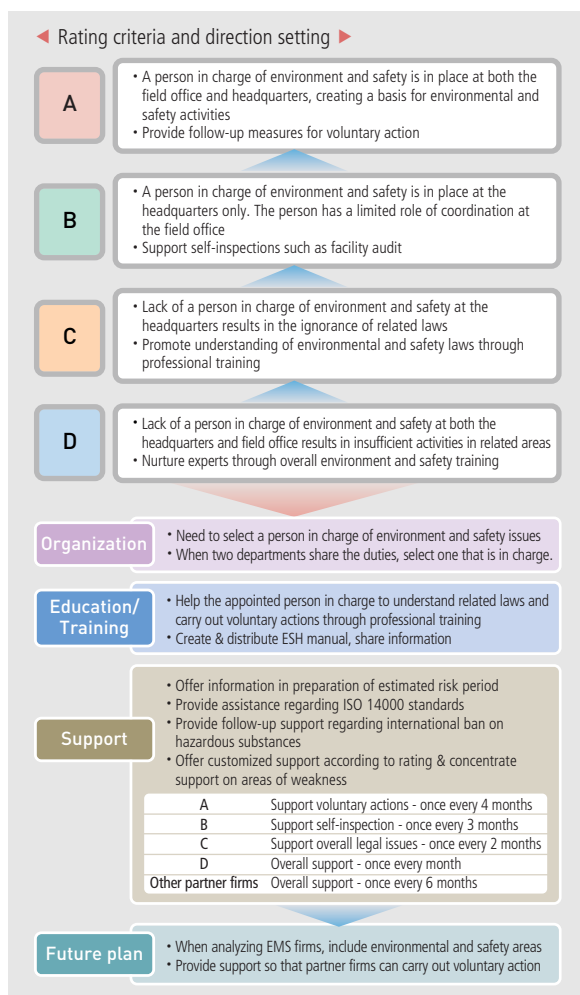 ◀ Rating criteria and direction setting ▶
A
• A person in charge of environment and safety is in place at both the
field office and headquarters, creating a basis for environmental and
safety activities
• Provide follow-up measures for voluntary action
B
• A person in charge of environment and safety is in place at the
headquarters only. The person has a limited role of coordination at
the field office
• Support self-inspections such as facility audit
C
• Lack of a person in charge of environment and safety at the
headquarters results in the ignorance of related laws
• Promote understanding of environmental and safety laws through
professional training
D
• Lack of a person in charge of environment and safety at both the
headquarters and field office results in insufficient activities in related areas
• Nurture experts through overall environment and safety training
Organization
• Need to select a person in charge of environment and safety issues
• When two departments share the duties, select one that is in charge.
Education/
Training
• Help the appointed person in charge to understand related laws and
carry out voluntary actions through professional training
• Create & distribute ESH manual, share information
Support
• Offer information in preparation of estimated risk period
• Provide assistance regarding ISO 14000 standards
• Provide follow-up support regarding international ban on
hazardous substances
• Offer customized support according to rating & concentrate
support on areas of weakness
A Support voluntary actions - once every 4 months
B Support self-inspection - once every 3 months
C Support overall legal issues - once every 2 months
D Overall support - once every month
Other partner firms Overall support - once every 6 months
Future plan
• When analyzing EMS firms, include environmental and safety areas
• Provide support so that partner firms can carry out voluntary action